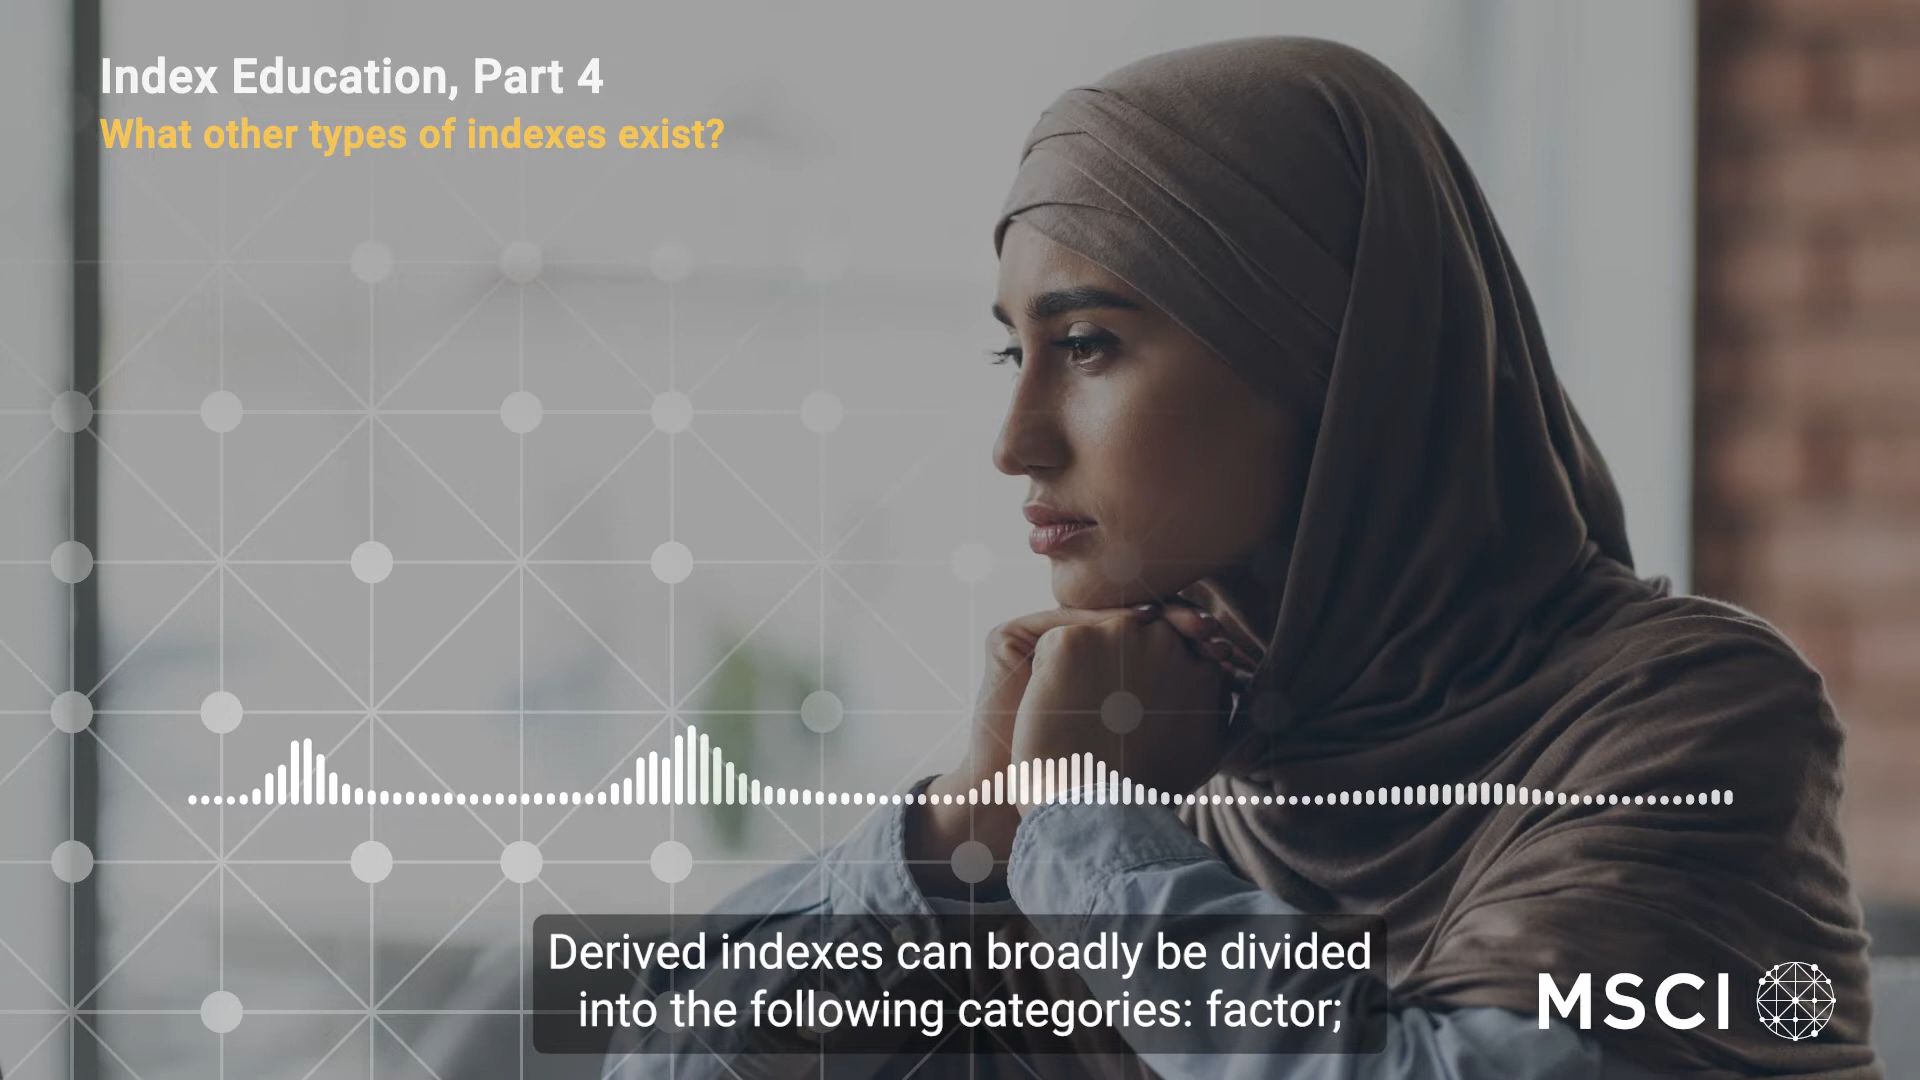 Index Education, Part 4
What other types of indexes exist?
Derived indexes can broadly be divided
into the following categories: factor;
MSCI